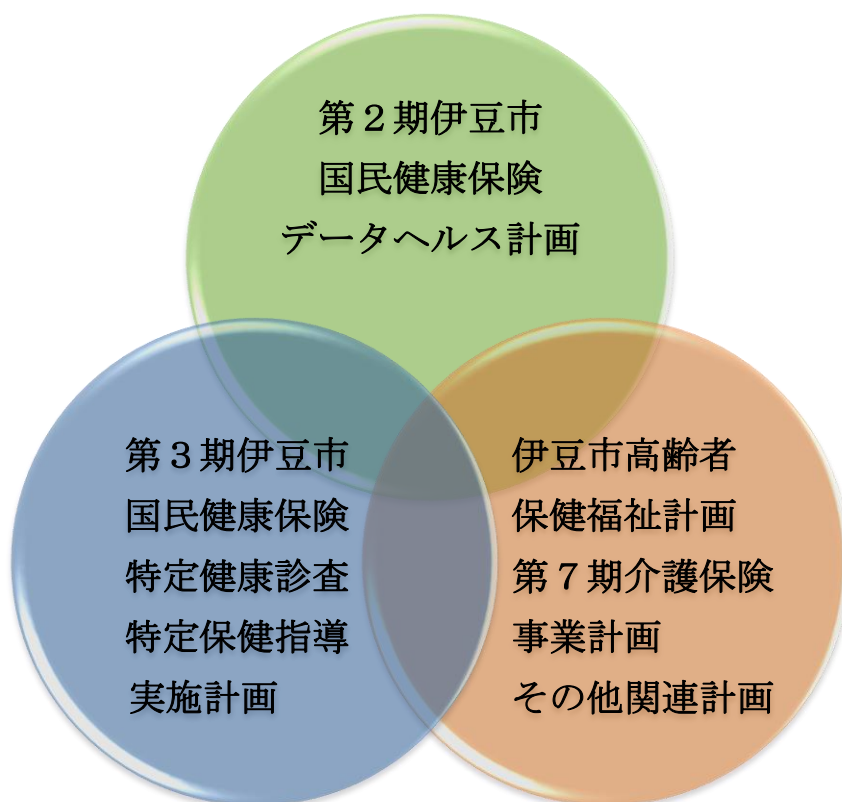 第２期伊豆市
国民健康保険
データヘルス計画
第３期伊豆市
国民健康保険
特定健康診査
特定保健指導
実施計画
伊豆市高齢者
保健福祉計画
第７期介護保険
事業計画
その他関連計画